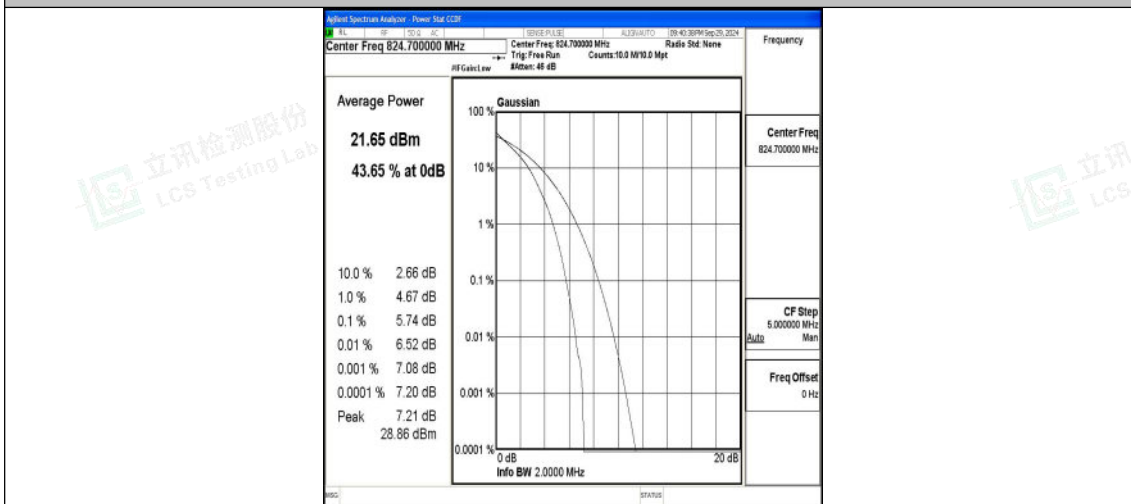 Agilent Spectrum Analyzer - Power Stat CCDF
RL RF 50 Ω AC SENSE:PULSE ALIGNAUTO 09:40:38PM Sep 29, 2024
Center Freq 824.700000 MHz
Center Freq: 824.700000 MHz Radio Std: None
Trig: Free Run Counts:10.0 M/10.0 Mpt
#IFGain:Low #Atten: 46 dB
Frequency
Average Power
21.65 dBm
43.65 % at 0dB
10.0 % 2.66 dB
1.0 % 4.67 dB
0.1 % 5.74 dB
0.01 % 6.52 dB
0.001 % 7.08 dB
0.0001 % 7.20 dB
Peak 7.21 dB
28.86 dBm
Gaussian
100 %
10 %
1 %
0.1 %
0.01 %
0.001 %
0.0001 %
0 dB 20 dB
Info BW 2.0000 MHz
Center Freq
824.700000 MHz
CF Step
5.000000 MHz
Auto Man
Freq Offset
0 Hz
MSG STATUS
立讯检测股份
LCS Testing Lab
立讯
LCS